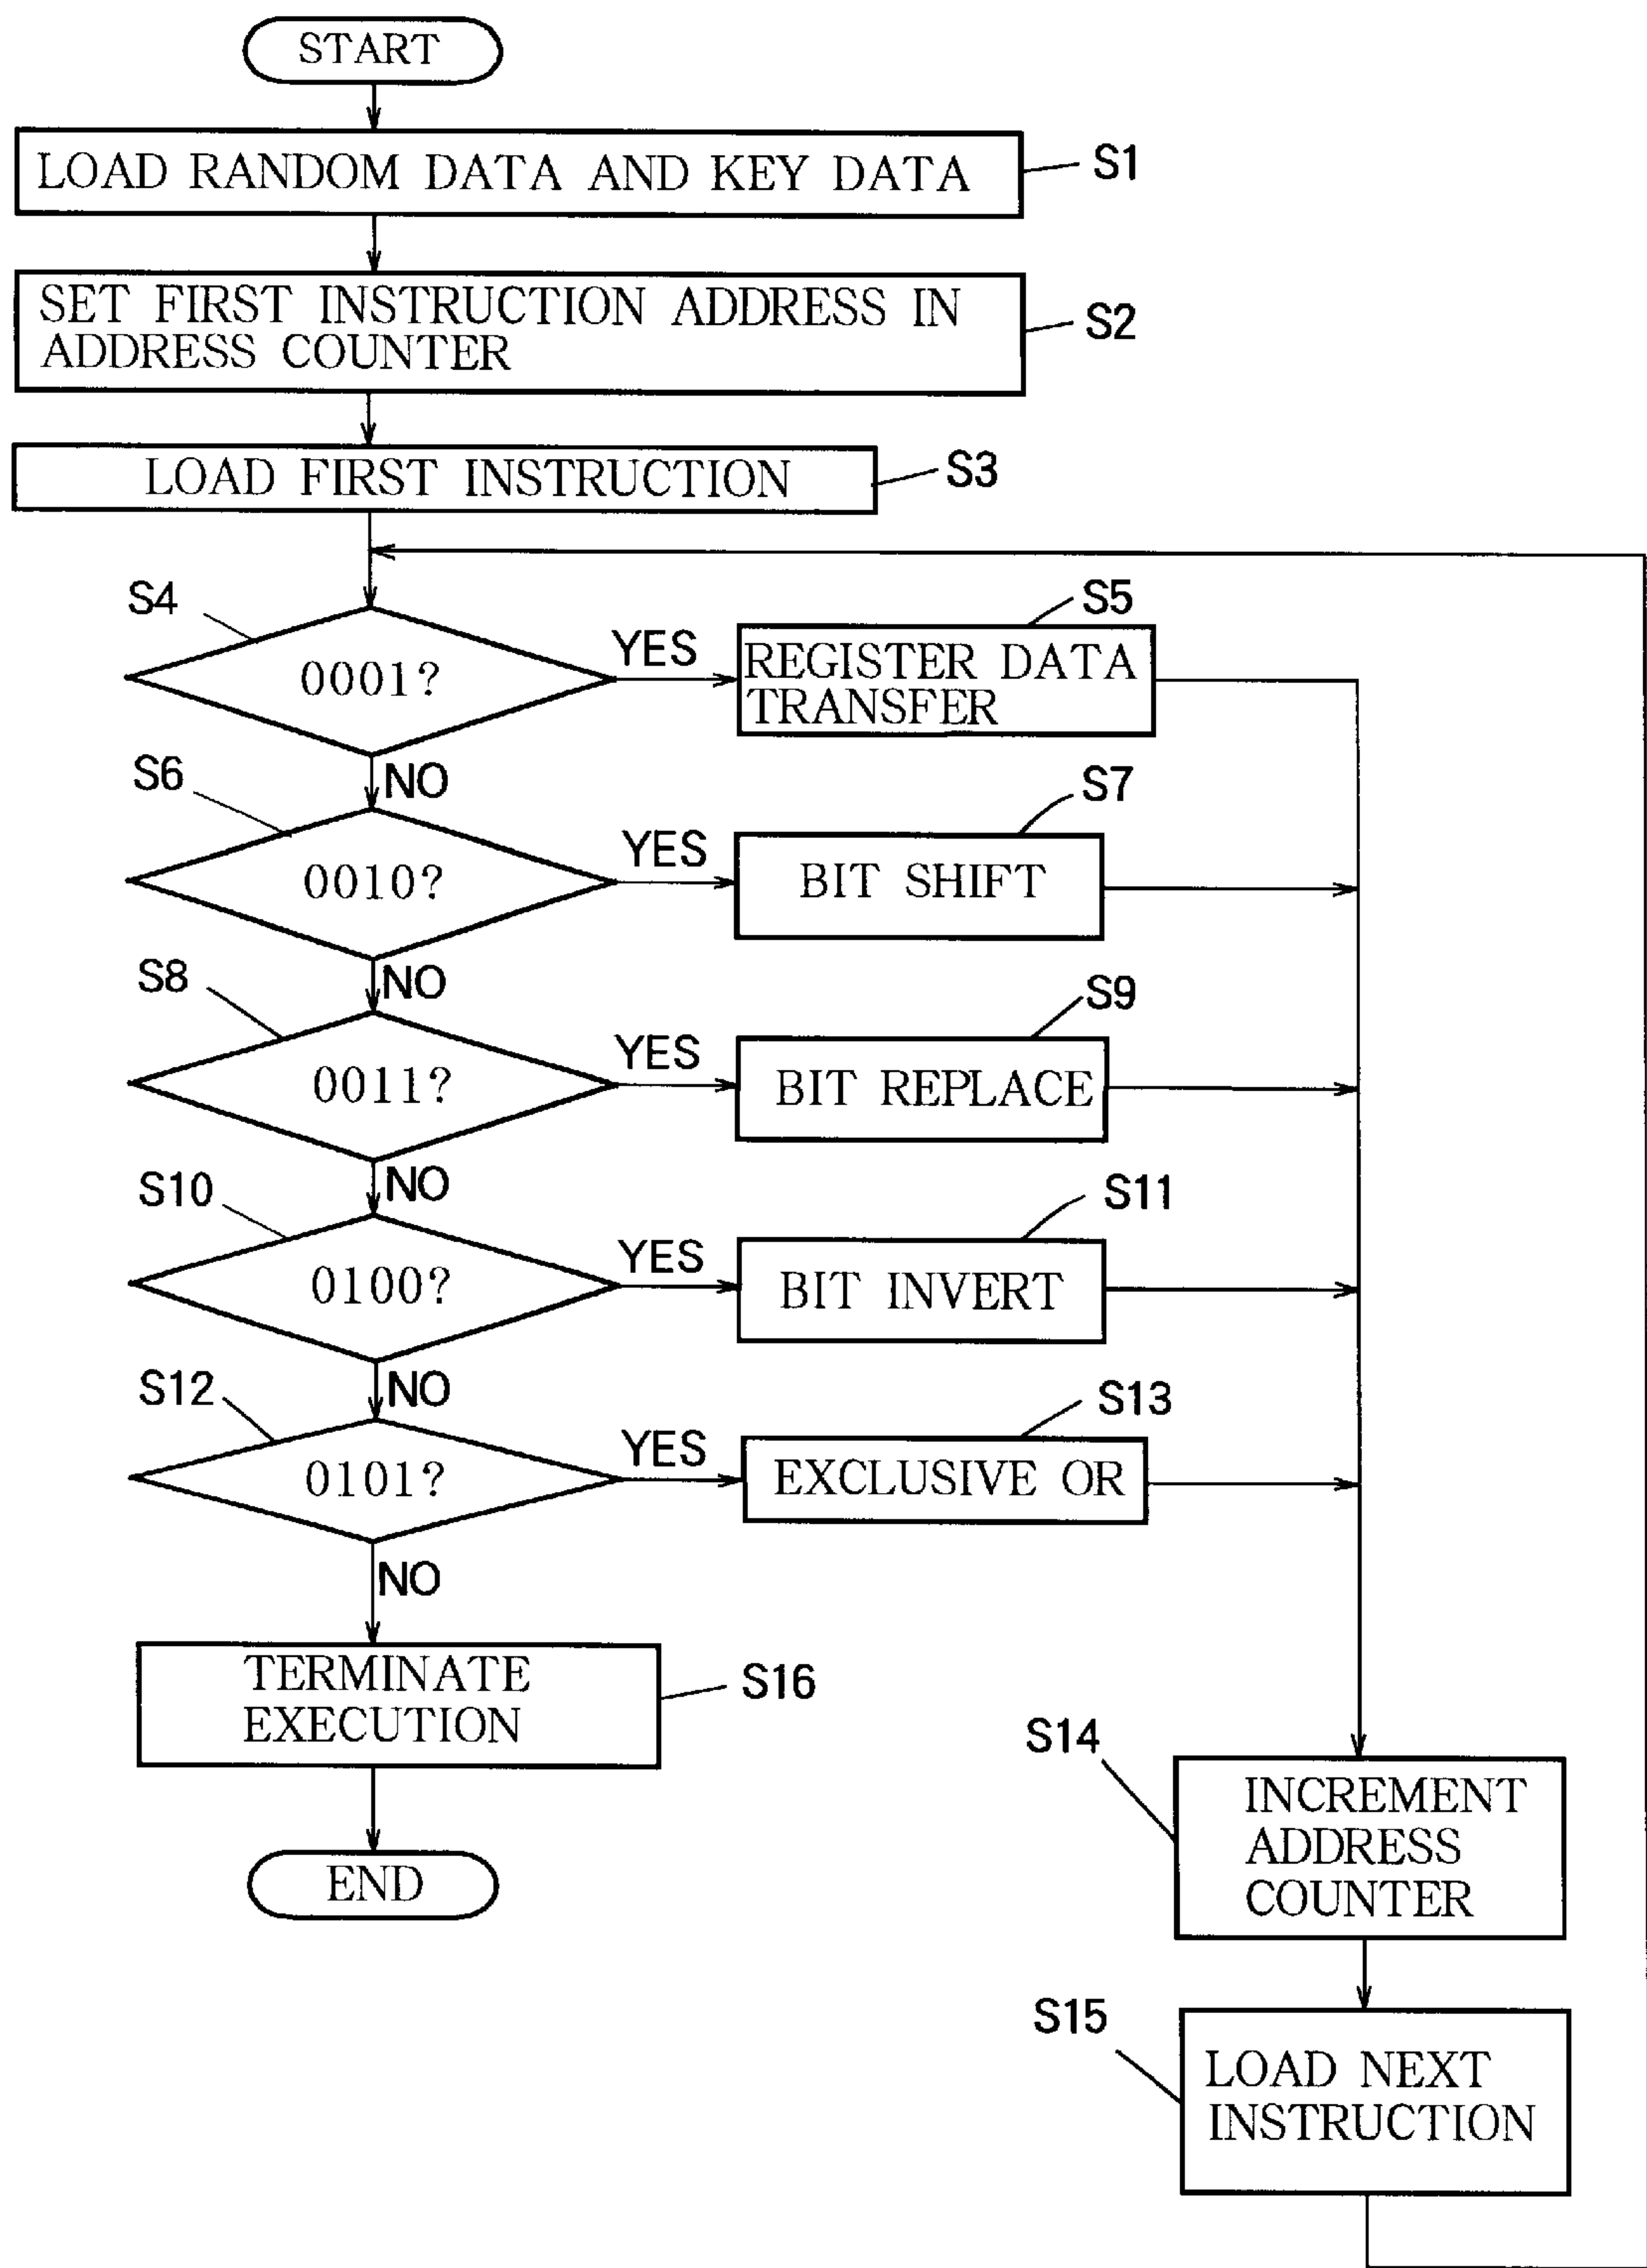 START
LOAD RANDOM DATA AND KEY DATA
S1
SET FIRST INSTRUCTION ADDRESS IN
ADDRESS COUNTER
S2
LOAD FIRST INSTRUCTION
S3
S4
0001?
YES
S5
REGISTER DATA
TRANSFER
NO
S6
0010?
YES
S7
BIT SHIFT
NO
S8
0011?
YES
S9
BIT REPLACE
NO
S10
0100?
YES
S11
BIT INVERT
NO
S12
0101?
YES
S13
EXCLUSIVE OR
NO
TERMINATE
EXECUTION
S16
END
S14
INCREMENT
ADDRESS
COUNTER
S15
LOAD NEXT
INSTRUCTION